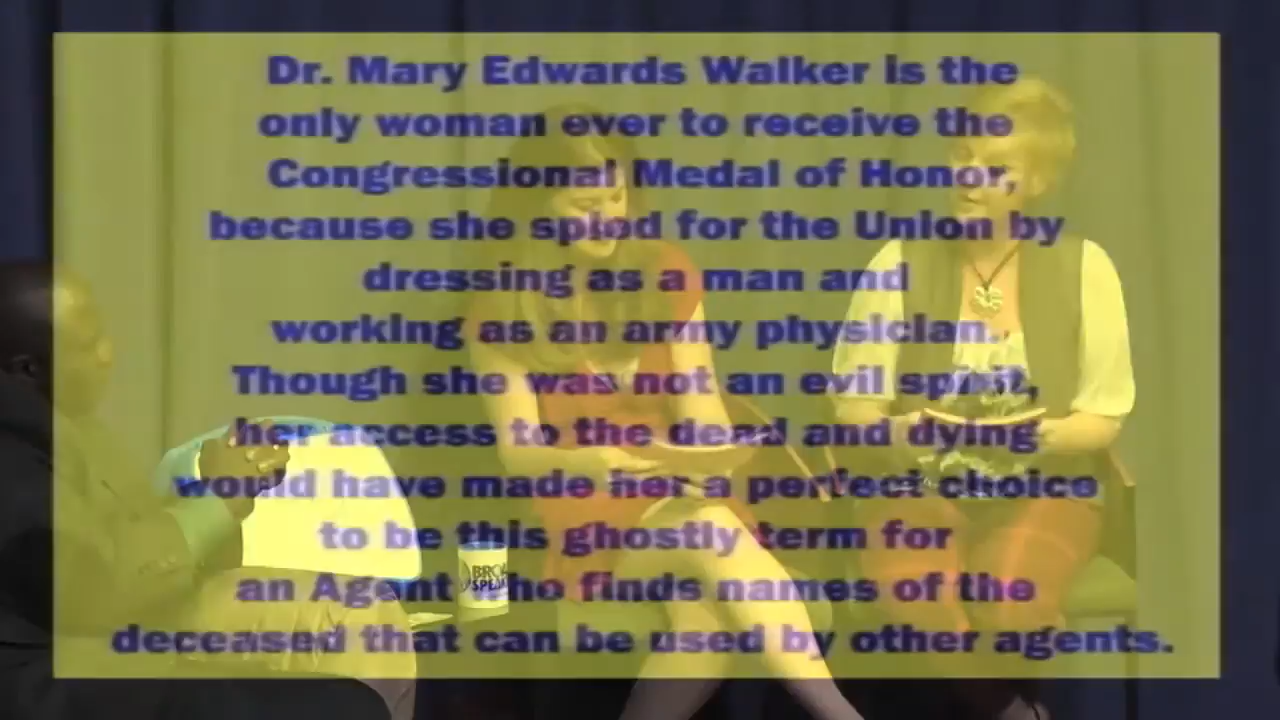 Dr. Mary Edwards Walker is the
only woman ever to receive the
Congressional Medal of Honor,
because she spied for the Union by
dressing as a man and
working as an army physician.
Though she was not an evil spirit,
her access to the dead and dying
would have made her a perfect choice
to be this ghostly term for
an Agent who finds names of the
deceased that can be used by other agents.